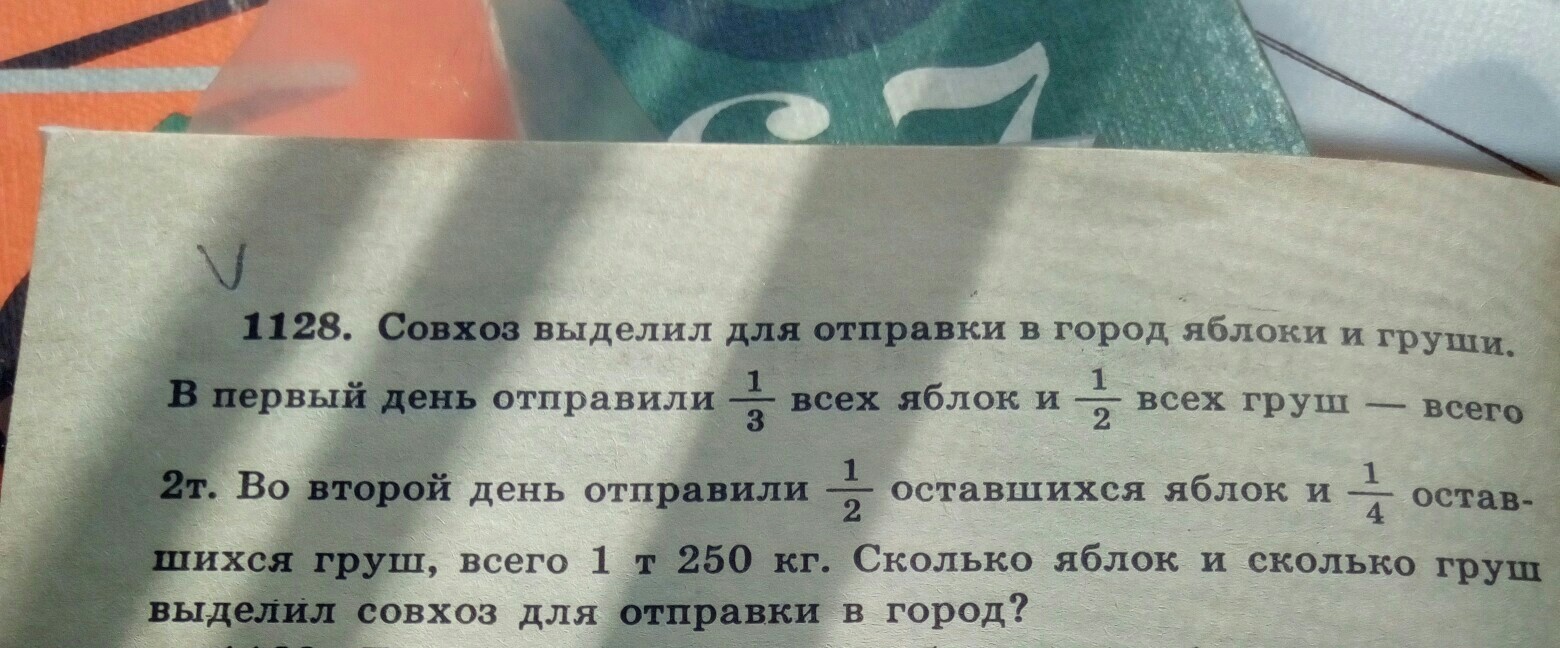 67
V
1128. Совхоз выделил для отправки в город яблоки и груши.
В первый день отправили 1/3 всех яблок и 1/2 всех груш — всего
2т. Во второй день отправили 1/2 оставшихся яблок и 1/4 остав-
шихся груш, всего 1 т 250 кг. Сколько яблок и сколько груш
выделил совхоз для отправки в город?